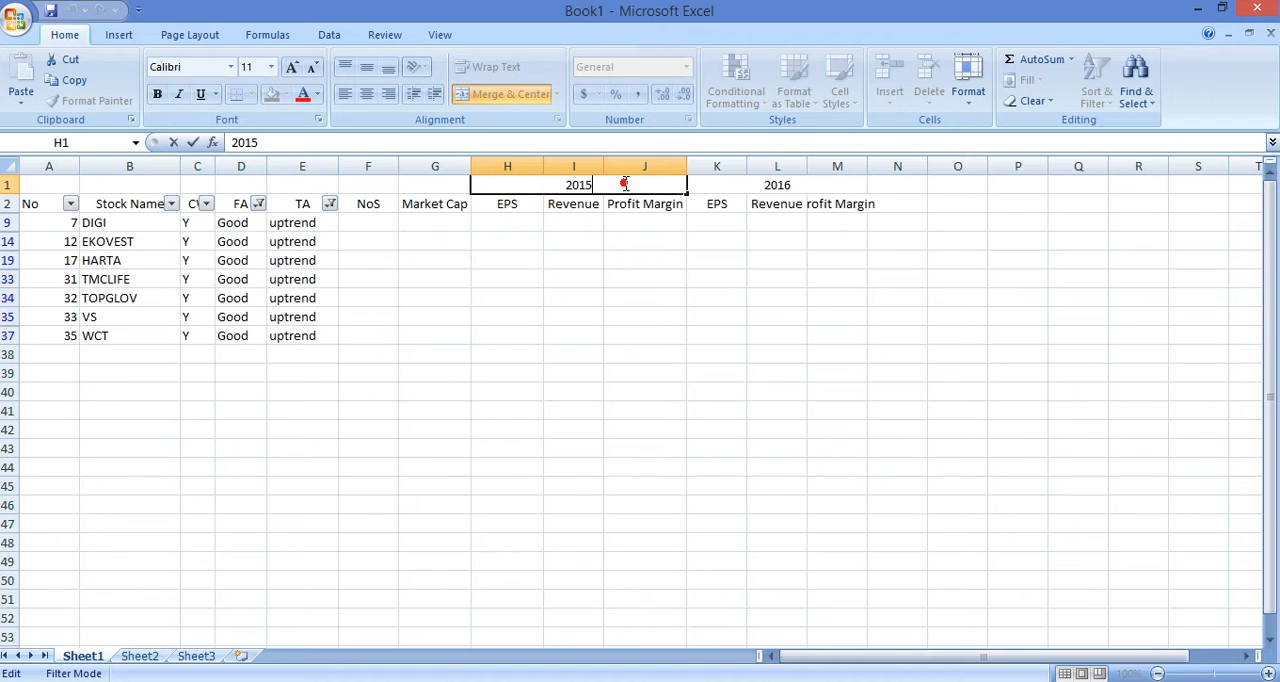 Book1 - Microsoft Excel
Home Insert Page Layout Formulas Data Review View
Paste
Cut
Copy
Format Painter
Clipboard
Calibri 11
B I U
Font
Wrap Text
Merge & Center
Alignment
General
$ % ,
Number
Conditional Formatting
Format as Table
Cell Styles
Styles
Insert Delete Format
Cells
Σ AutoSum
Fill
Clear
Sort & Filter
Find & Select
Editing
H1 fx 2015
A B C D E F G H I J K L M N O P Q R S T
1 2015 2016
2 No Stock Name FA TA NoS Market Cap EPS Revenue Profit Margin EPS Revenue rofit Margin
9 7 DIGI Y Good uptrend
14 12 EKOVEST Y Good uptrend
19 17 HARTA Y Good uptrend
33 31 TMCLIFE Y Good uptrend
34 32 TOPGLOV Y Good uptrend
35 33 VS Y Good uptrend
37 35 WCT Y Good uptrend
38
39
40
41
42
43
44
45
46
47
48
49
50
51
52
53
Sheet1 Sheet2 Sheet3
Edit Filter Mode 100%